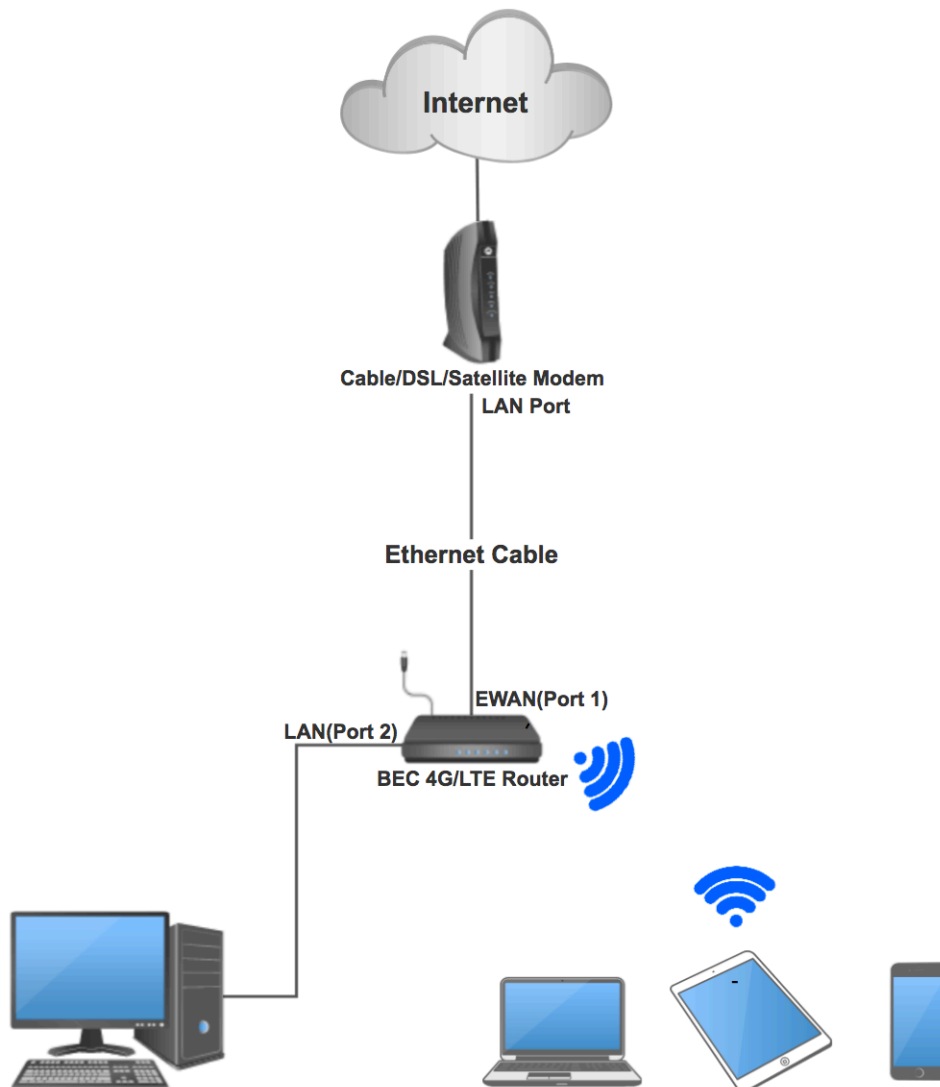 Internet
Cable/DSL/Satellite Modem
LAN Port
Ethernet Cable
EWAN(Port 1)
LAN(Port 2)
BEC 4G/LTE Router